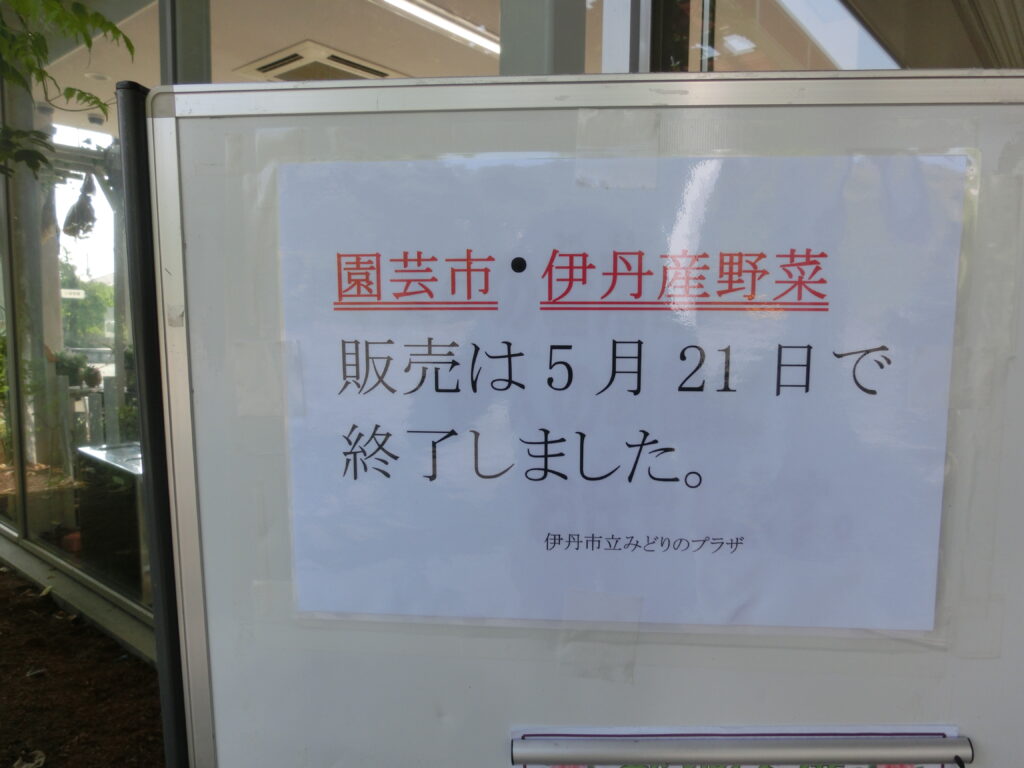 園芸市・伊丹産野菜
販売は5月21日で
終了しました。
伊丹市立みどりのプラザ